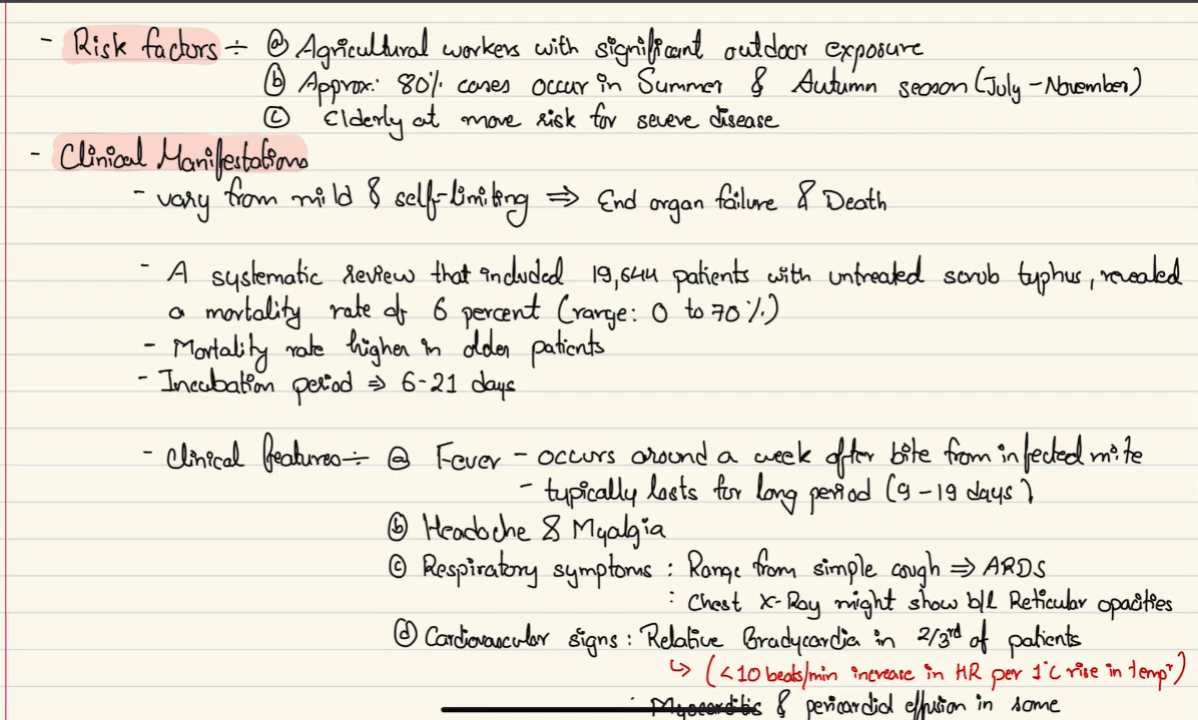 - Risk factors ÷ ⓐ Agricultural workers with significant outdoor exposure
ⓑ Approx: 80% cases occur in Summer & Autumn season (July - November)
ⓒ Elderly at more risk for severe disease
- Clinical Manifestations
- vary from mild & self-limiting ⇒ End organ failure & Death
- A systematic review that included 19,644 patients with untreated scrub typhus, revealed
a mortality rate of 6 percent (range: 0 to 70%)
- Mortality rate higher in older patients
- Incubation period ⇒ 6-21 days
- Clinical features ÷ ⓐ Fever - occurs around a week after bite from infected mite
- typically lasts for long period (9-19 days)
ⓑ Headache & Myalgia
ⓒ Respiratory symptoms : Range from simple cough ⇒ ARDS
: Chest X-Ray might show b/L Reticular opacities
ⓓ Cardiovascular signs : Relative Bradycardia in 2/3rd of patients
↳ (<10 beats/min increase in HR per 1°C rise in tempr)
: Myocarditis & pericardial effusion in some